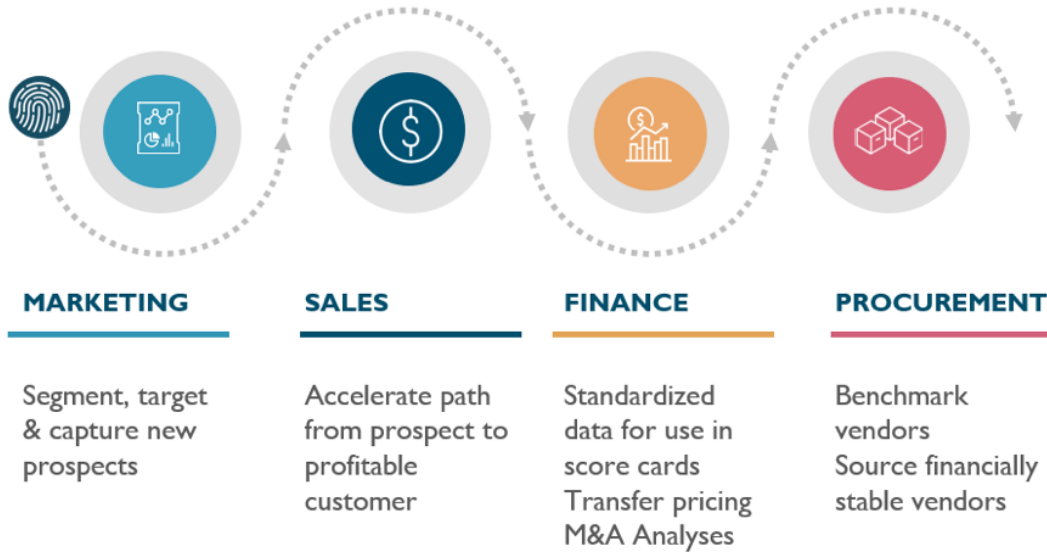 MARKETING
Segment, target
& capture new
prospects
SALES
Accelerate path
from prospect to
profitable
customer
FINANCE
Standardized
data for use in
score cards
Transfer pricing
M&A Analyses
PROCUREMENT
Benchmark
vendors
Source financially
stable vendors